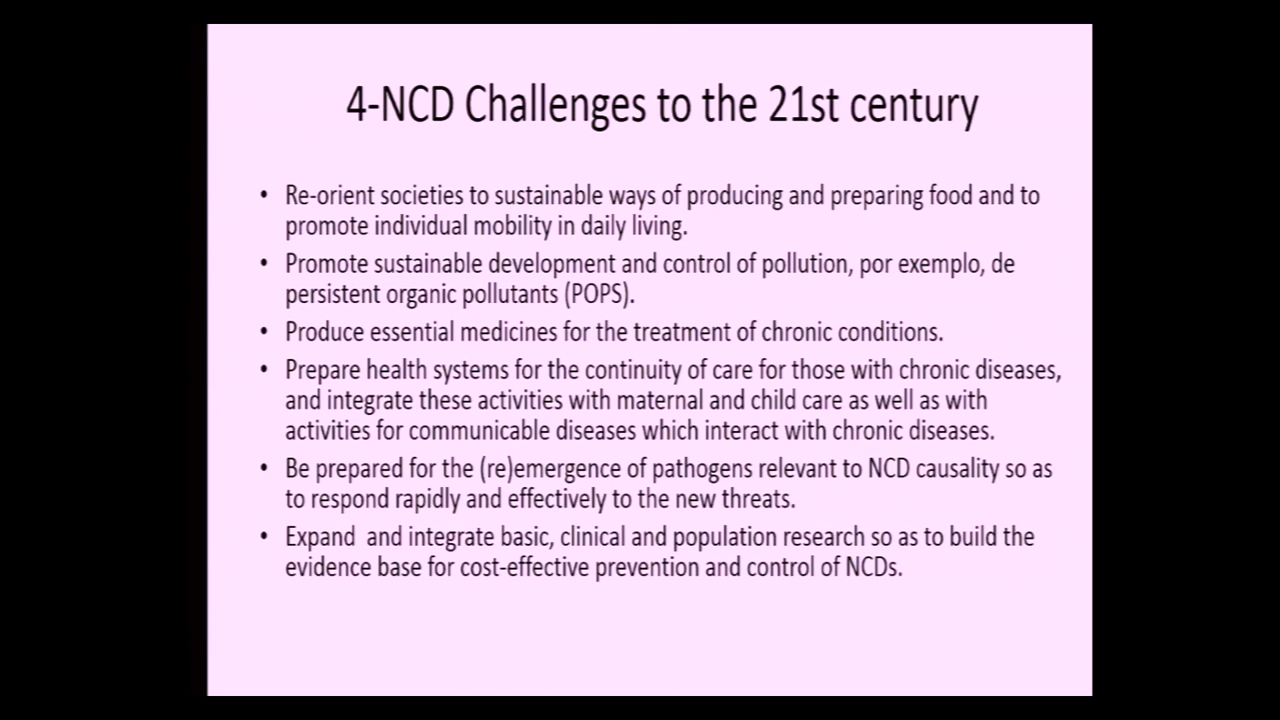 4-NCD Challenges to the 21st century
• Re-orient societies to sustainable ways of producing and preparing food and to
promote individual mobility in daily living.
• Promote sustainable development and control of pollution, por exemplo, de
persistent organic pollutants (POPS).
• Produce essential medicines for the treatment of chronic conditions.
• Prepare health systems for the continuity of care for those with chronic diseases,
and integrate these activities with maternal and child care as well as with
activities for communicable diseases which interact with chronic diseases.
• Be prepared for the (re)emergence of pathogens relevant to NCD causality so as
to respond rapidly and effectively to the new threats.
• Expand  and integrate basic, clinical and population research so as to build the
evidence base for cost-effective prevention and control of NCDs.